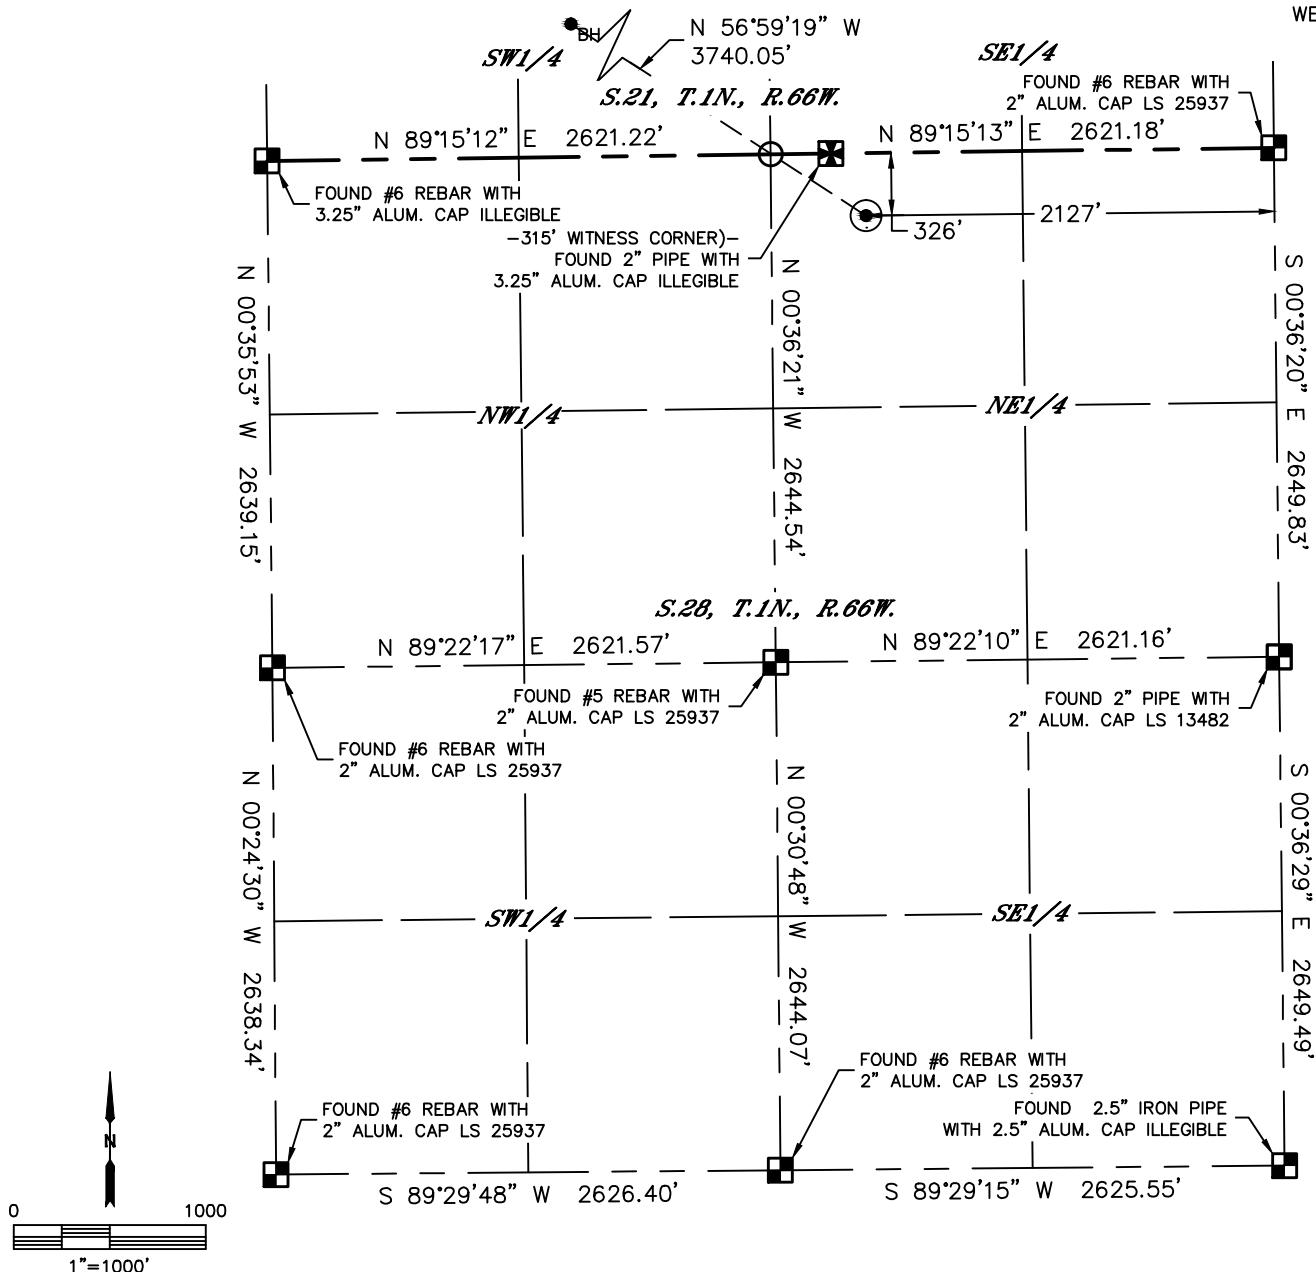 WE
BH
N 56°59'19" W
3740.05'
SW1/4
SE1/4
S.21, T.1N., R.66W.
FOUND #6 REBAR WITH
2" ALUM. CAP LS 25937
N 89°15'12" E 2621.22'
N 89°15'13" E 2621.18'
FOUND #6 REBAR WITH
3.25" ALUM. CAP ILLEGIBLE
2127'
326'
-315' WITNESS CORNER)-
FOUND 2" PIPE WITH
3.25" ALUM. CAP ILLEGIBLE
N 00°35'53" W 2639.15'
N 00°36'21" W 2644.54'
S 00°36'20" E 2649.83'
NW1/4
NE1/4
S.28, T.1N., R.66W.
N 89°22'17" E 2621.57'
N 89°22'10" E 2621.16'
FOUND #5 REBAR WITH
2" ALUM. CAP LS 25937
FOUND 2" PIPE WITH
2" ALUM. CAP LS 13482
FOUND #6 REBAR WITH
2" ALUM. CAP LS 25937
N 00°24'30" W 2638.34'
N 00°30'48" W 2644.07'
S 00°36'29" E 2649.49'
SW1/4
SE1/4
FOUND #6 REBAR WITH
2" ALUM. CAP LS 25937
FOUND #6 REBAR WITH
2" ALUM. CAP LS 25937
FOUND 2.5" IRON PIPE
WITH 2.5" ALUM. CAP ILLEGIBLE
S 89°29'48" W 2626.40'
S 89°29'15" W 2625.55'
N
0 1000
1"=1000'